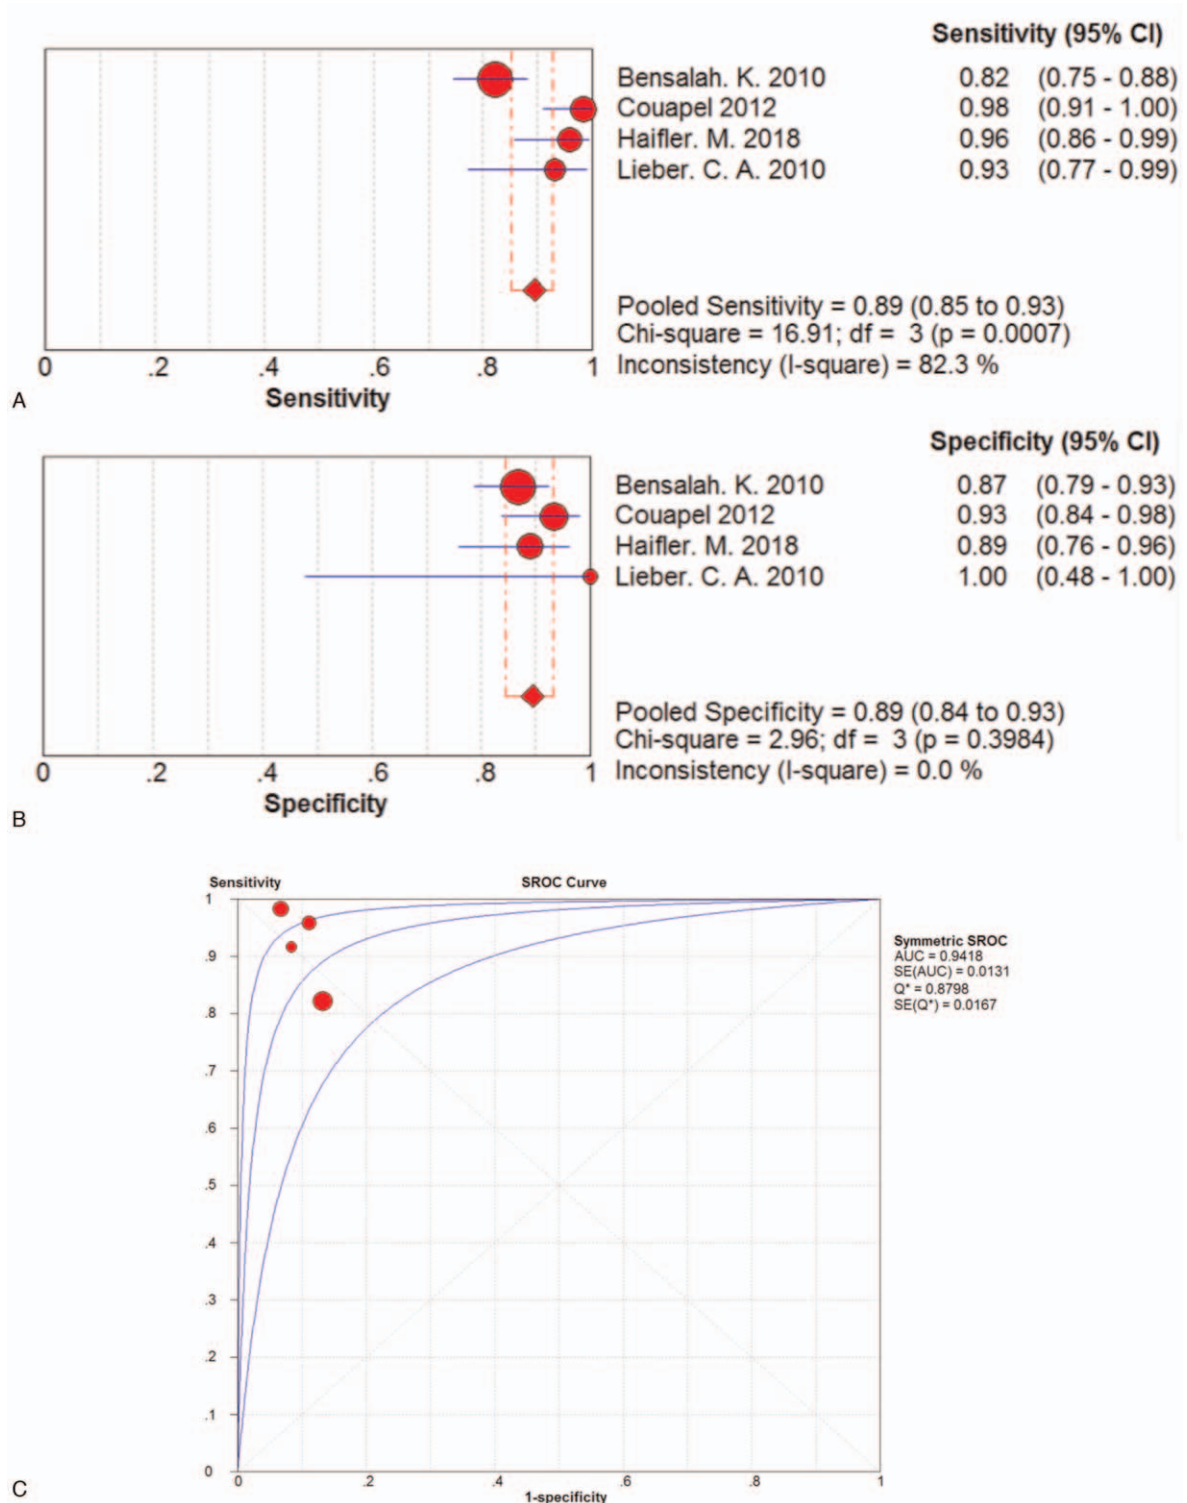 Sensitivity (95% CI)
Bensalah. K. 2010 0.82 (0.75 - 0.88)
Couapel 2012 0.98 (0.91 - 1.00)
Haifler. M. 2018 0.96 (0.86 - 0.99)
Lieber. C. A. 2010 0.93 (0.77 - 0.99)
Pooled Sensitivity = 0.89 (0.85 to 0.93)
Chi-square = 16.91; df = 3 (p = 0.0007)
Inconsistency (I-square) = 82.3 %
0 .2 .4 .6 .8 1
Sensitivity
A
Specificity (95% CI)
Bensalah. K. 2010 0.87 (0.79 - 0.93)
Couapel 2012 0.93 (0.84 - 0.98)
Haifler. M. 2018 0.89 (0.76 - 0.96)
Lieber. C. A. 2010 1.00 (0.48 - 1.00)
Pooled Specificity = 0.89 (0.84 to 0.93)
Chi-square = 2.96; df = 3 (p = 0.3984)
Inconsistency (I-square) = 0.0 %
0 .2 .4 .6 .8 1
Specificity
B
Sensitivity SROC Curve
1
.9
.8
.7
.6
.5
.4
.3
.2
.1
0
Symmetric SROC
AUC = 0.9418
SE(AUC) = 0.0131
Q* = 0.8798
SE(Q*) = 0.0167
0 .2 .4 .6 .8 1
1-specificity
C